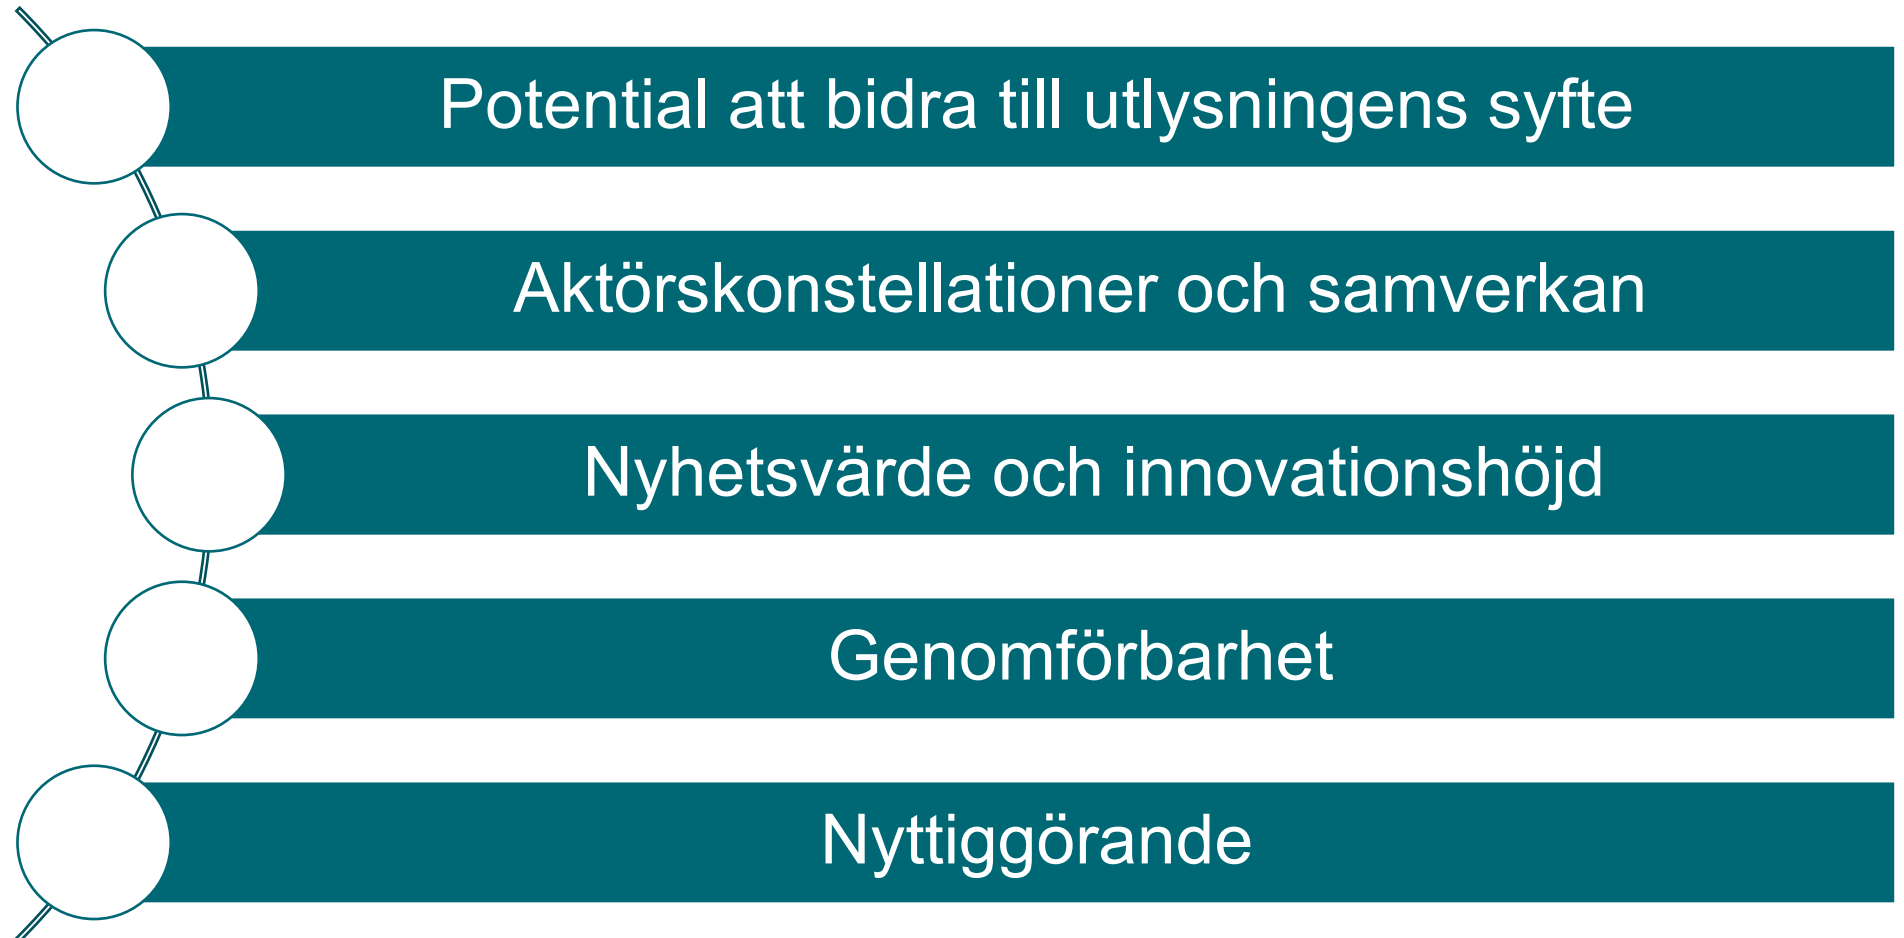 Potential att bidra till utlysningens syfte
Aktörskonstellationer och samverkan
Nyhetsvärde och innovationshöjd
Genomförbarhet
Nyttiggörande